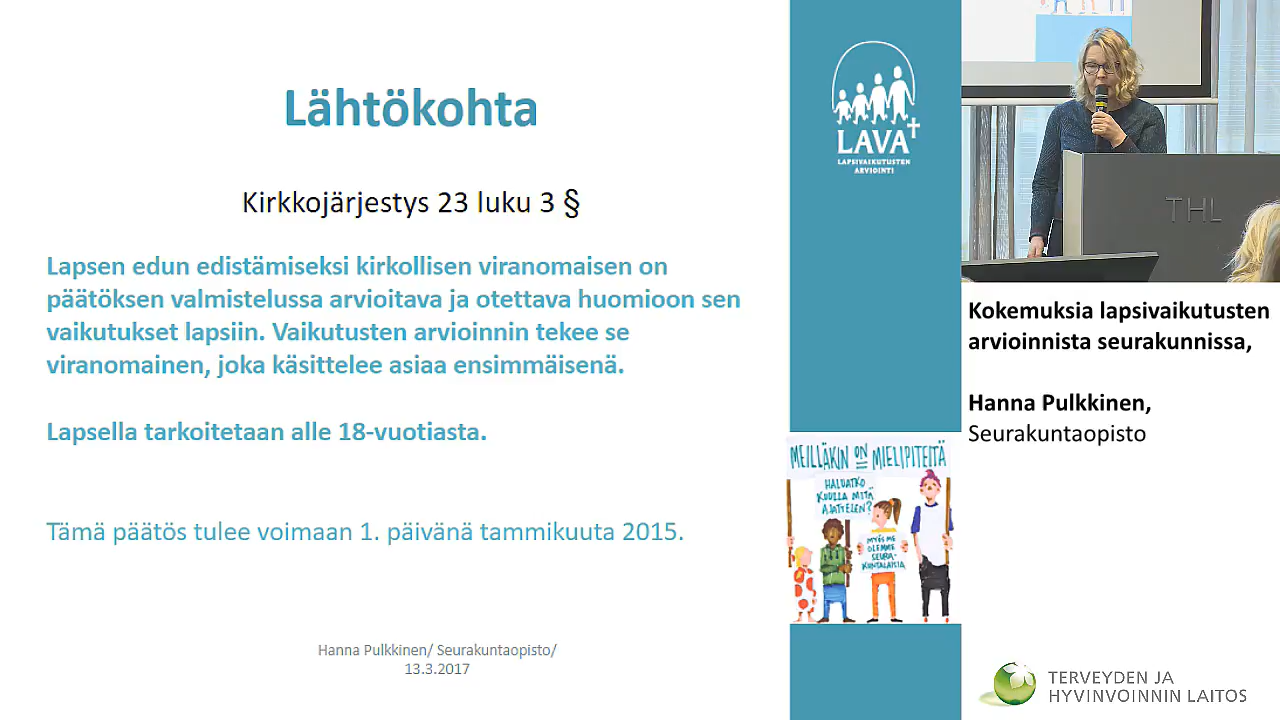 Lähtökohta
Kirkkojärjestys 23 luku 3 §
Lapsen edun edistämiseksi kirkollisen viranomaisen on
päätöksen valmistelussa arvioitava ja otettava huomioon sen
vaikutukset lapsiin. Vaikutusten arvioinnin tekee se
viranomainen, joka käsittelee asiaa ensimmäisenä.
Lapsella tarkoitetaan alle 18-vuotiasta.
Tämä päätös tulee voimaan 1. päivänä tammikuuta 2015.
Hanna Pulkkinen/ Seurakuntaopisto/
13.3.2017
LAVA
LAPSIVAIKUTUSTEN
ARVIOINTI
MEILLÄKIN ON MIELIPITEITÄ
HALUATKO
KUULLA MITÄ
AJATTELEN?
MYÖS ME
OLEMME
SEURA-
KUNTALAISIA
THL
Kokemuksia lapsivaikutusten
arvioinnista seurakunnissa,
Hanna Pulkkinen,
Seurakuntaopisto
TERVEYDEN JA
HYVINVOINNIN LAITOS